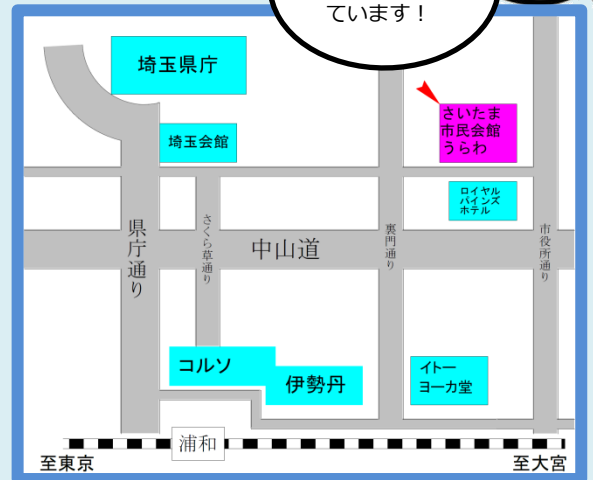 ています！
埼玉県庁
さいたま
市民会館
うらわ
埼玉会館
ロイヤル
パインズ
ホテル
県庁通り
さくら草通り
中山道
裏門通り
市役所通り
コルソ
伊勢丹
イトー
ヨーカ堂
浦和
至東京
至大宮